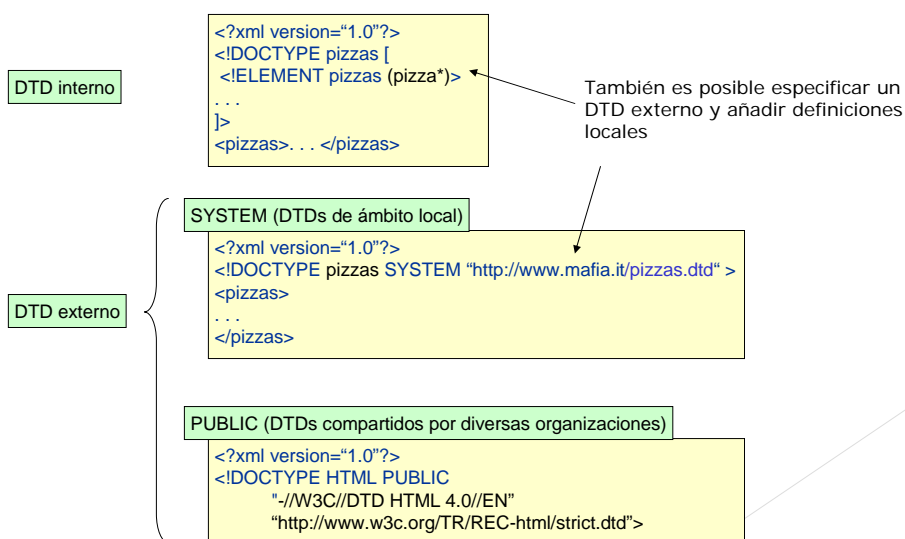 DTD interno
<?xml version=“1.0”?>
<!DOCTYPE pizzas [
<!ELEMENT pizzas (pizza*)>
. . .
]>
<pizzas>. . . </pizzas>
También es posible especificar un
DTD externo y añadir definiciones
locales
DTD externo
SYSTEM (DTDs de ámbito local)
<?xml version=“1.0”?>
<!DOCTYPE pizzas SYSTEM “http://www.mafia.it/pizzas.dtd“ >
<pizzas>
. . .
</pizzas>
PUBLIC (DTDs compartidos por diversas organizaciones)
<?xml version=“1.0”?>
<!DOCTYPE HTML PUBLIC
"-//W3C//DTD HTML 4.0//EN”
“http://www.w3c.org/TR/REC-html/strict.dtd”>